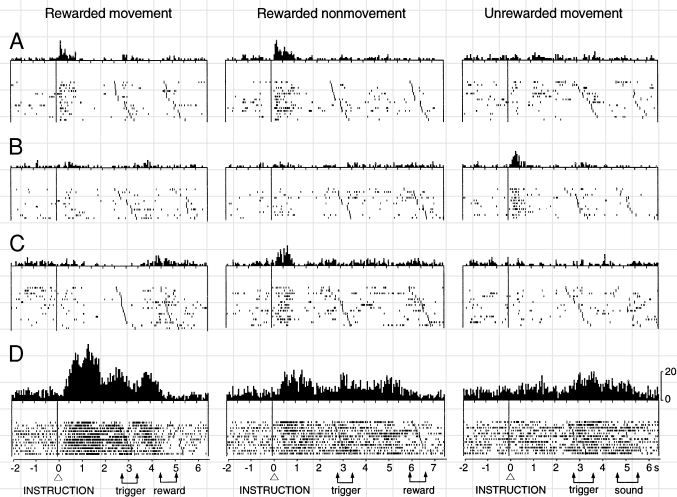 Rewarded movement Rewarded nonmovement Unrewarded movement
A
B
C
D
20
0
-2 -1 0 1 2 3 4 5 6 -2 -1 0 1 2 3 4 5 6 7 -2 -1 0 1 2 3 4 5 6 s
INSTRUCTION trigger reward INSTRUCTION trigger reward INSTRUCTION trigger sound